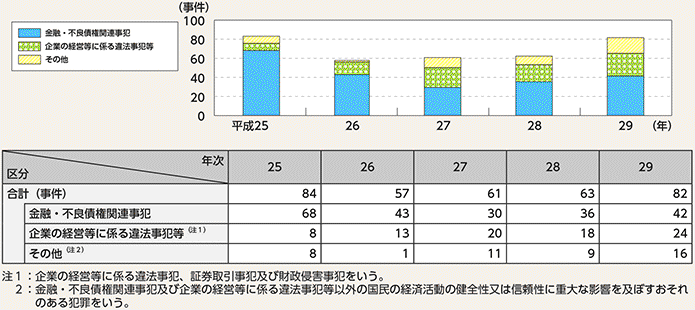 (事件)
100
80
60
40
20
0
金融・不良債権関連事犯
企業の経営等に係る違法事犯等
その他
平成25 26 27 28 29 (年)
区分 年次 25 26 27 28 29
合計(事件) 84 57 61 63 82
金融・不良債権関連事犯 68 43 30 36 42
企業の経営等に係る違法事犯等(注1) 8 13 20 18 24
その他(注2) 8 1 11 9 16
注1:企業の経営等に係る違法事犯、証券取引事犯及び財政侵害事犯をいう。
2:金融・不良債権関連事犯及び企業の経営等に係る違法事犯等以外の国民の経済活動の健全性又は信頼性に重大な影響を及ぼすおそれ
のある犯罪をいう。